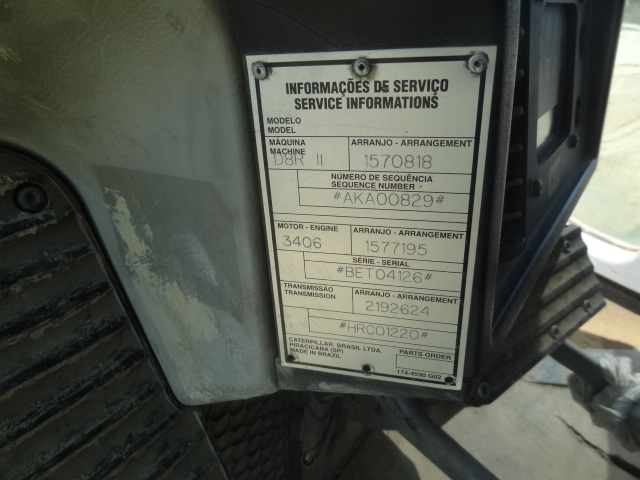 INFORMAÇÕES DE SERVIÇO
SERVICE INFORMATIONS
MODELO
MODEL
MÁQUINA
MACHINE
D8R II
ARRANJO - ARRANGEMENT
1570818
NÚMERO DE SEQUÊNCIA
SEQUENCE NUMBER
#AKA00829#
MOTOR - ENGINE
3406
ARRANJO - ARRANGEMENT
1577195
SÉRIE - SERIAL
#BET04126#
TRANSMISSÃO
TRANSMISSION
ARRANJO - ARRANGEMENT
2192624
#HRC01220#
CATERPILLAR BRASIL LTDA.
PIRACICABA (SP)
MADE IN BRAZIL
PARTS ORDER
174-4590 G02